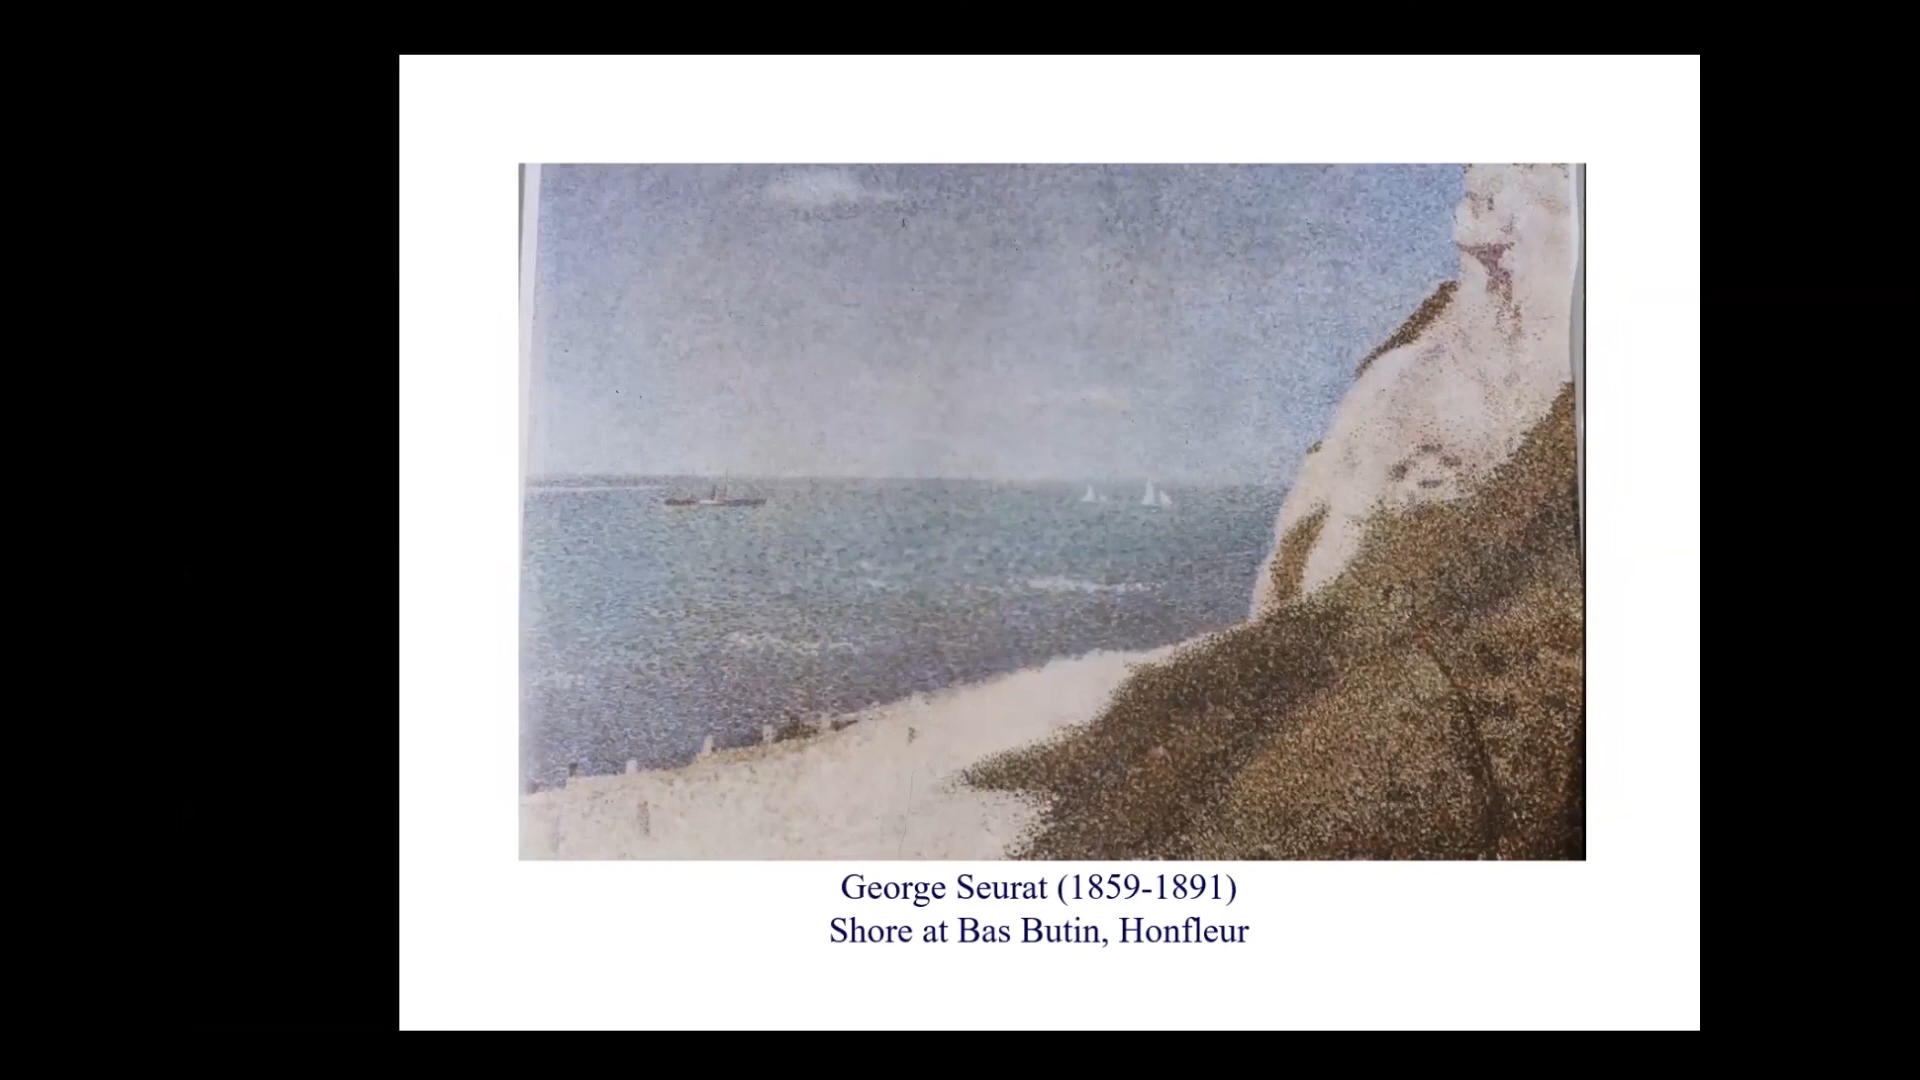 George Seurat (1859-1891)
Shore at Bas Butin, Honfleur